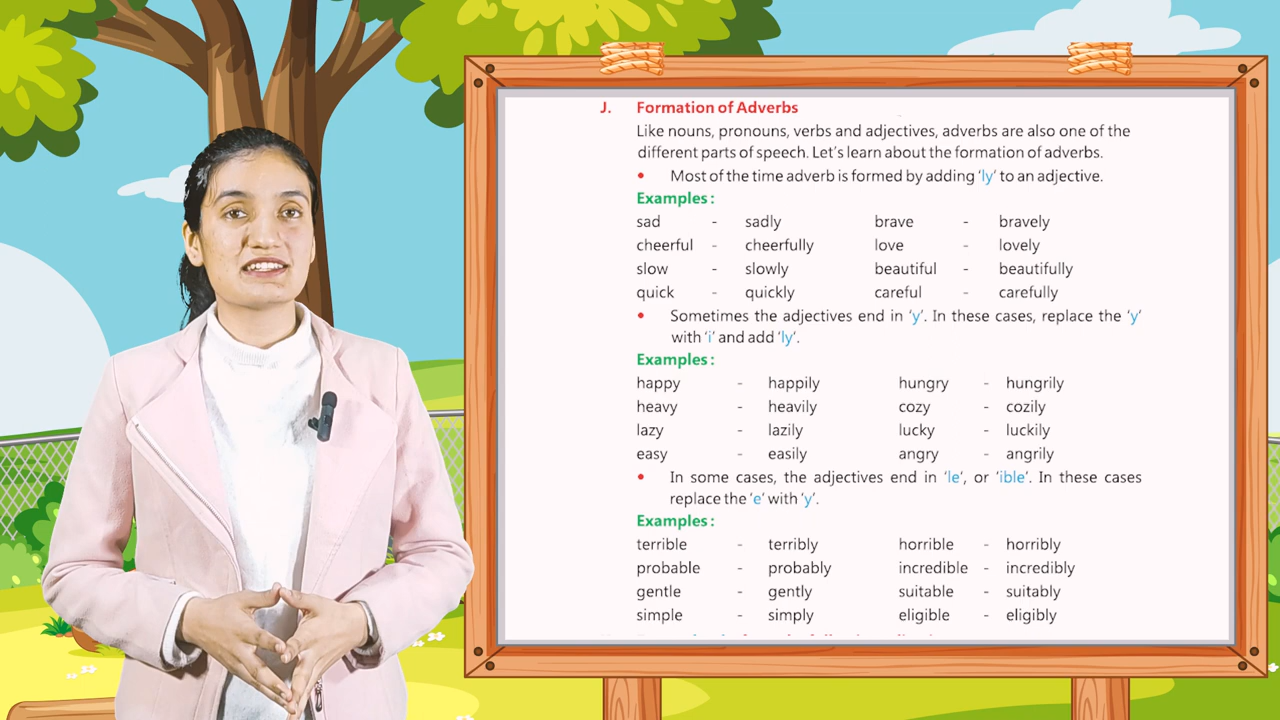 J. Formation of Adverbs
Like nouns, pronouns, verbs and adjectives, adverbs are also one of the
different parts of speech. Let's learn about the formation of adverbs.
• Most of the time adverb is formed by adding 'ly' to an adjective.
Examples :
sad - sadly brave - bravely
cheerful - cheerfully love - lovely
slow - slowly beautiful - beautifully
quick - quickly careful - carefully
• Sometimes the adjectives end in 'y'. In these cases, replace the 'y'
with 'i' and add 'ly'.
Examples :
happy - happily hungry - hungrily
heavy - heavily cozy - cozily
lazy - lazily lucky - luckily
easy - easily angry - angrily
• In some cases, the adjectives end in 'le', or 'ible'. In these cases
replace the 'e' with 'y'.
Examples :
terrible - terribly horrible - horribly
probable - probably incredible - incredibly
gentle - gently suitable - suitably
simple - simply eligible - eligibly